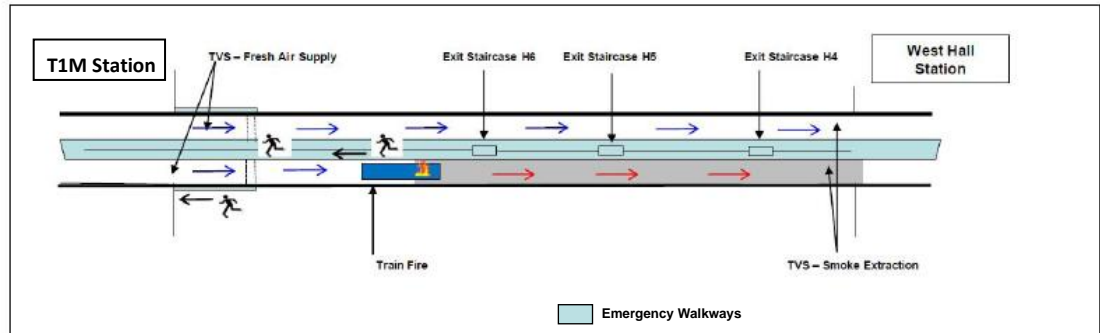 T1M Station
TVS – Fresh Air Supply
Exit Staircase H6
Exit Staircase H5
Exit Staircase H4
West Hall
Station
Train Fire
TVS – Smoke Extraction
Emergency Walkways